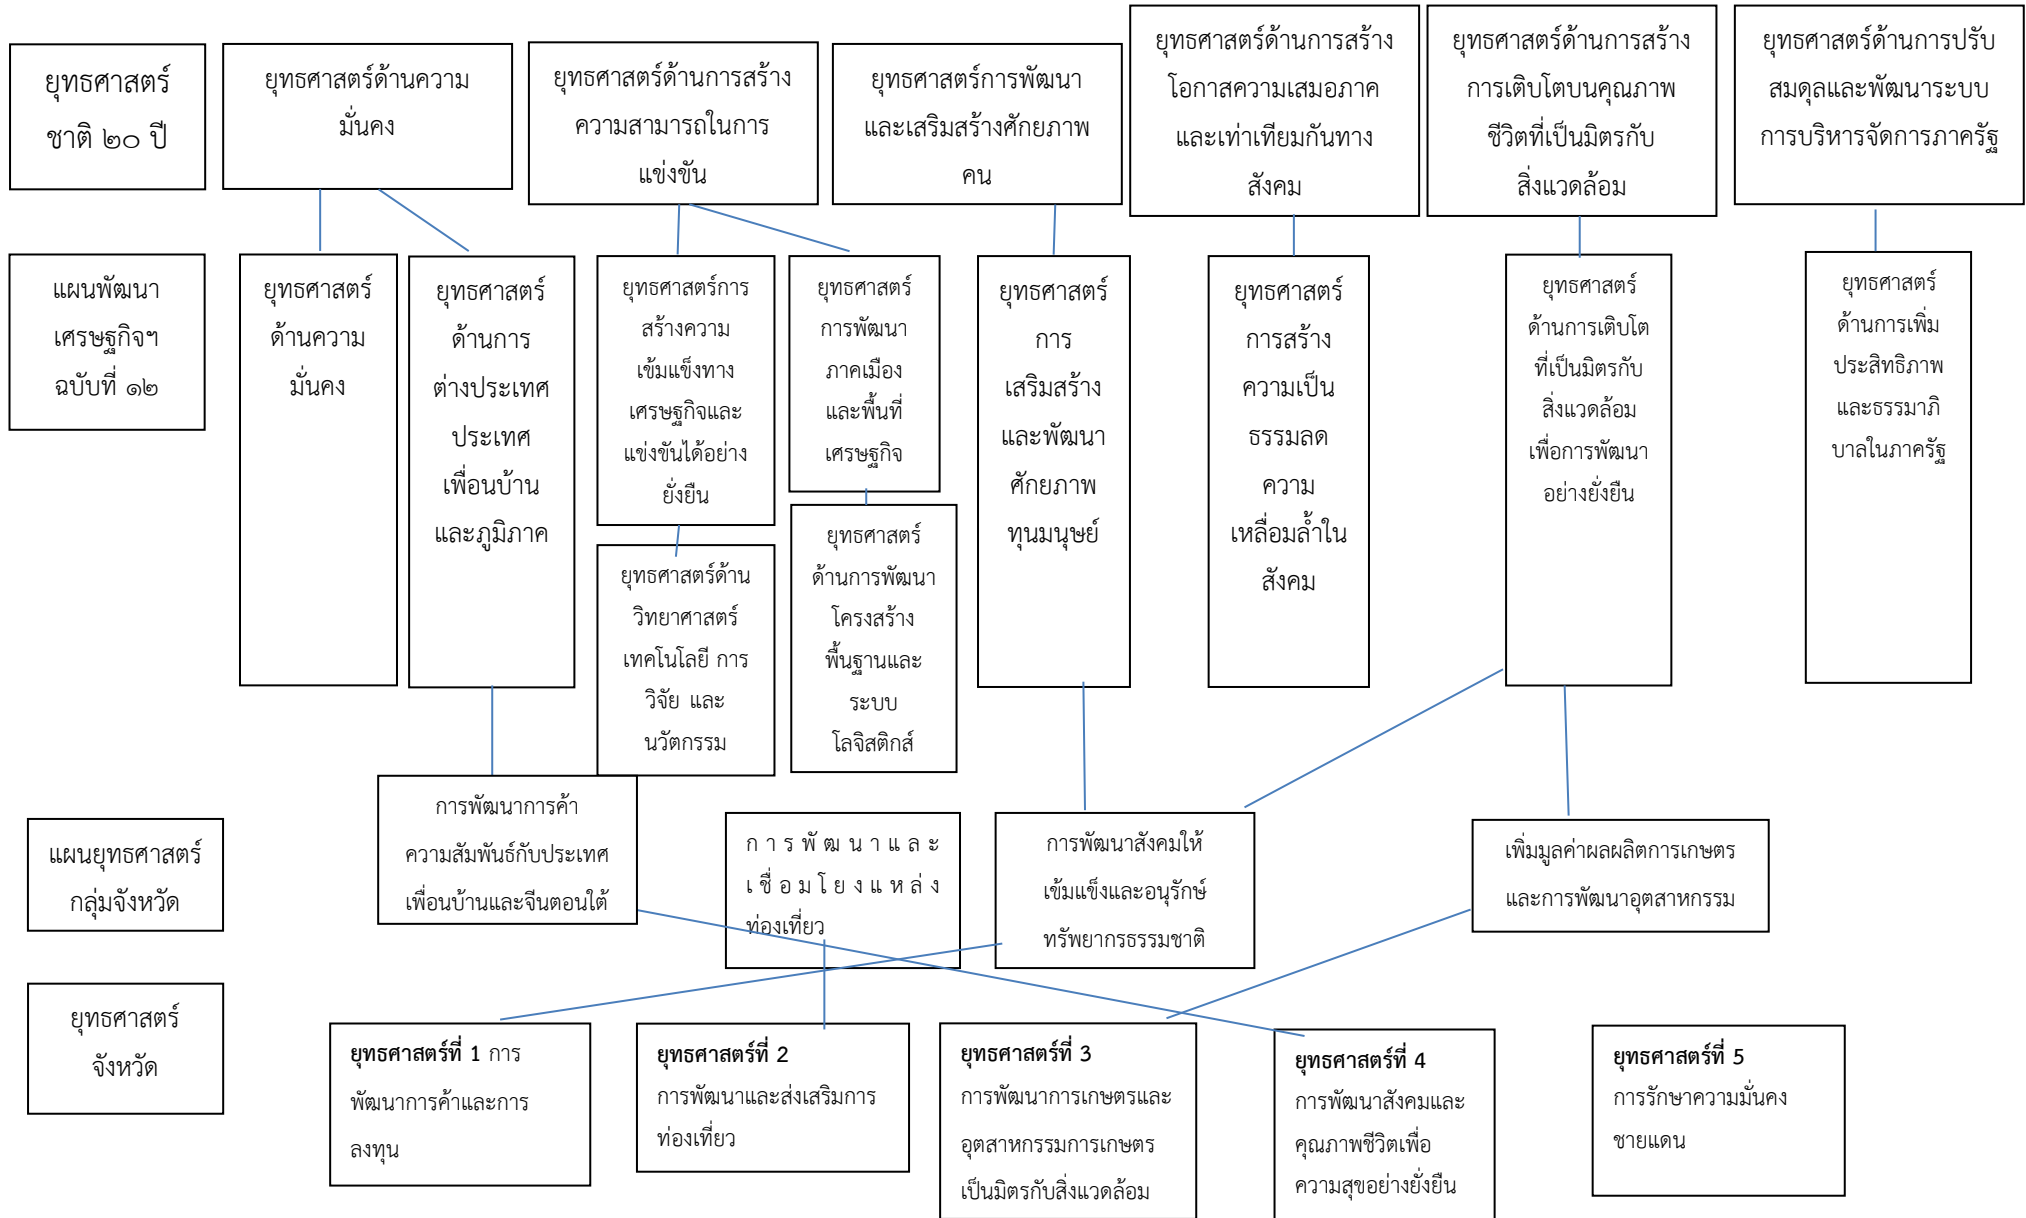 ยุทธศาสตร์
ชาติ ๒๐ ปี
ยุทธศาสตร์ด้านความ
มั่นคง
ยุทธศาสตร์ด้านการสร้าง
ความสามารถในการ
แข่งขัน
ยุทธศาสตร์การพัฒนา
และเสริมสร้างศักยภาพ
คน
ยุทธศาสตร์ด้านการสร้าง
โอกาสความเสมอภาค
และเท่าเทียมกันทาง
สังคม
ยุทธศาสตร์ด้านการสร้าง
การเติบโตบนคุณภาพ
ชีวิตที่เป็นมิตรกับ
สิ่งแวดล้อม
ยุทธศาสตร์ด้านการปรับ
สมดุลและพัฒนาระบบ
การบริหารจัดการภาครัฐ
แผนพัฒนา
เศรษฐกิจฯ
ฉบับที่ ๑๒
ยุทธศาสตร์
ด้านความ
มั่นคง
ยุทธศาสตร์
ด้านการ
ต่างประเทศ
ประเทศ
เพื่อนบ้าน
และภูมิภาค
ยุทธศาสตร์การ
สร้างความ
เข้มแข็งทาง
เศรษฐกิจและ
แข่งขันได้อย่าง
ยั่งยืน
ยุทธศาสตร์
การพัฒนา
ภาคเมือง
และพื้นที่
เศรษฐกิจ
ยุทธศาสตร์
การ
เสริมสร้าง
และพัฒนา
ศักยภาพ
ทุนมนุษย์
ยุทธศาสตร์
การสร้าง
ความเป็น
ธรรมลด
ความ
เหลื่อมล้ำใน
สังคม
ยุทธศาสตร์
ด้านการเติบโต
ที่เป็นมิตรกับ
สิ่งแวดล้อม
เพื่อการพัฒนา
อย่างยั่งยืน
ยุทธศาสตร์
ด้านการเพิ่ม
ประสิทธิภาพ
และธรรมาภิ
บาลในภาครัฐ
ยุทธศาสตร์ด้าน
วิทยาศาสตร์
เทคโนโลยี การ
วิจัย และ
นวัตกรรม
ยุทธศาสตร์
ด้านการพัฒนา
โครงสร้าง
พื้นฐานและ
ระบบ
โลจิสติกส์
แผนยุทธศาสตร์
กลุ่มจังหวัด
การพัฒนาการค้า
ความสัมพันธ์กับประเทศ
เพื่อนบ้านและจีนตอนใต้
การพัฒนาและ
เชื่อมโยงแหล่ง
ท่องเที่ยว
การพัฒนาสังคมให้
เข้มแข็งและอนุรักษ์
ทรัพยากรธรรมชาติ
เพิ่มมูลค่าผลผลิตการเกษตร
และการพัฒนาอุตสาหกรรม
ยุทธศาสตร์
จังหวัด
ยุทธศาสตร์ที่ 1 การ
พัฒนาการค้าและการ
ลงทุน
ยุทธศาสตร์ที่ 2
การพัฒนาและส่งเสริมการ
ท่องเที่ยว
ยุทธศาสตร์ที่ 3
การพัฒนาการเกษตรและ
อุตสาหกรรมการเกษตร
เป็นมิตรกับสิ่งแวดล้อม
ยุทธศาสตร์ที่ 4
การพัฒนาสังคมและ
คุณภาพชีวิตเพื่อ
ความสุขอย่างยั่งยืน
ยุทธศาสตร์ที่ 5
การรักษาความมั่นคง
ชายแดน